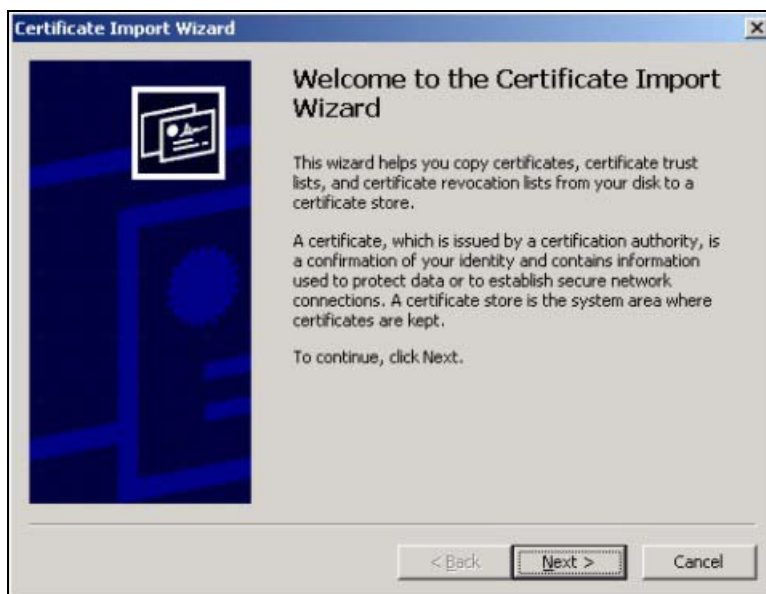 Certificate Import Wizard
Welcome to the Certificate Import
Wizard
This wizard helps you copy certificates, certificate trust
lists, and certificate revocation lists from your disk to a
certificate store.
A certificate, which is issued by a certification authority, is
a confirmation of your identity and contains information
used to protect data or to establish secure network
connections. A certificate store is the system area where
certificates are kept.
To continue, click Next.
< Back Next > Cancel